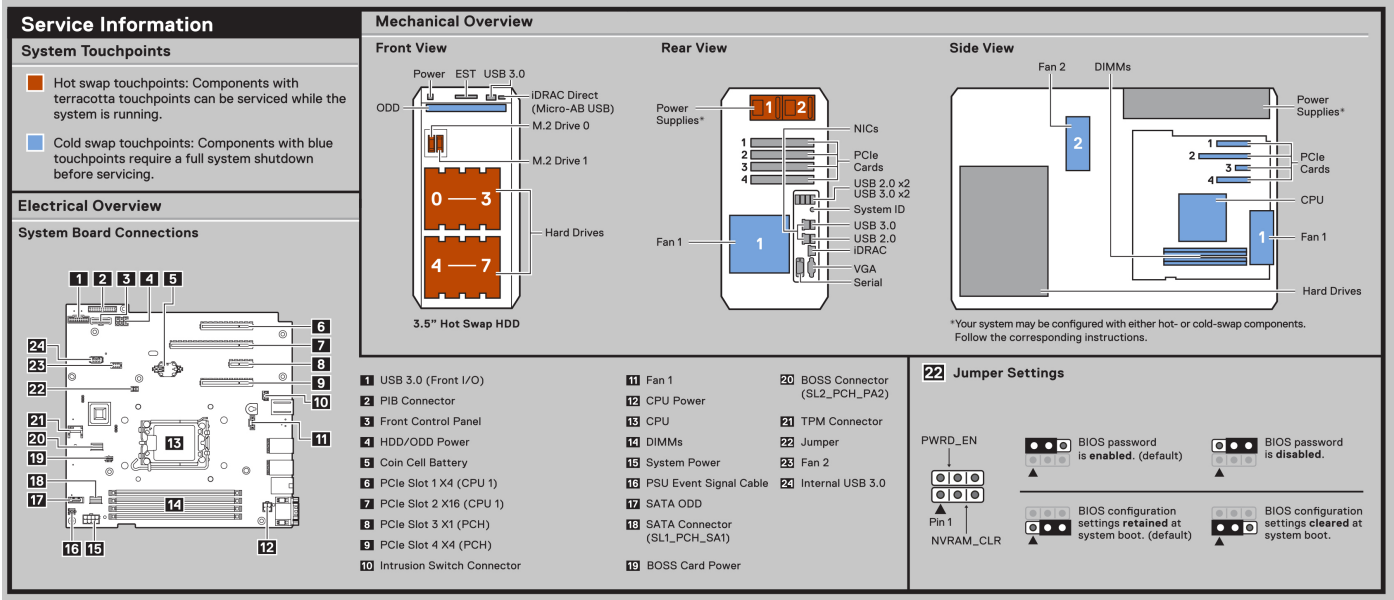 Service Information
System Touchpoints
Hot swap touchpoints: Components with
terracotta touchpoints can be serviced while the
system is running.
Cold swap touchpoints: Components with blue
touchpoints require a full system shutdown
before servicing.
Electrical Overview
System Board Connections
1
2
3
4
5
6
7
8
9
10
11
12
13
14
15
16
17
18
19
20
21
22
23
24
Mechanical Overview
Front View
Power
EST
USB 3.0
ODD
iDRAC Direct
(Micro-AB USB)
M.2 Drive 0
M.2 Drive 1
0 — 3
4 — 7
Hard Drives
3.5" Hot Swap HDD
Rear View
Power
Supplies*
1
2
NICs
1
2
3
4
PCIe
Cards
USB 2.0 x2
USB 3.0 x2
System ID
USB 3.0
USB 2.0
iDRAC
VGA
Serial
Fan 1
1
Side View
Fan 2
DIMMs
2
Power
Supplies*
1
2
3
4
PCIe
Cards
CPU
1
Fan 1
Hard Drives
*Your system may be configured with either hot- or cold-swap components.
Follow the corresponding instructions.
1 USB 3.0 (Front I/O)
2 PIB Connector
3 Front Control Panel
4 HDD/ODD Power
5 Coin Cell Battery
6 PCIe Slot 1 X4 (CPU 1)
7 PCIe Slot 2 X16 (CPU 1)
8 PCIe Slot 3 X1 (PCH)
9 PCIe Slot 4 X4 (PCH)
10 Intrusion Switch Connector
11 Fan 1
12 CPU Power
13 CPU
14 DIMMs
15 System Power
16 PSU Event Signal Cable
17 SATA ODD
18 SATA Connector
(SL1_PCH_SA1)
19 BOSS Card Power
20 BOSS Connector
(SL2_PCH_PA2)
21 TPM Connector
22 Jumper
23 Fan 2
24 Internal USB 3.0
22 Jumper Settings
PWRD_EN
Pin 1
NVRAM_CLR
BIOS password
is enabled. (default)
BIOS password
is disabled.
BIOS configuration
settings retained at
system boot. (default)
BIOS configuration
settings cleared at
system boot.